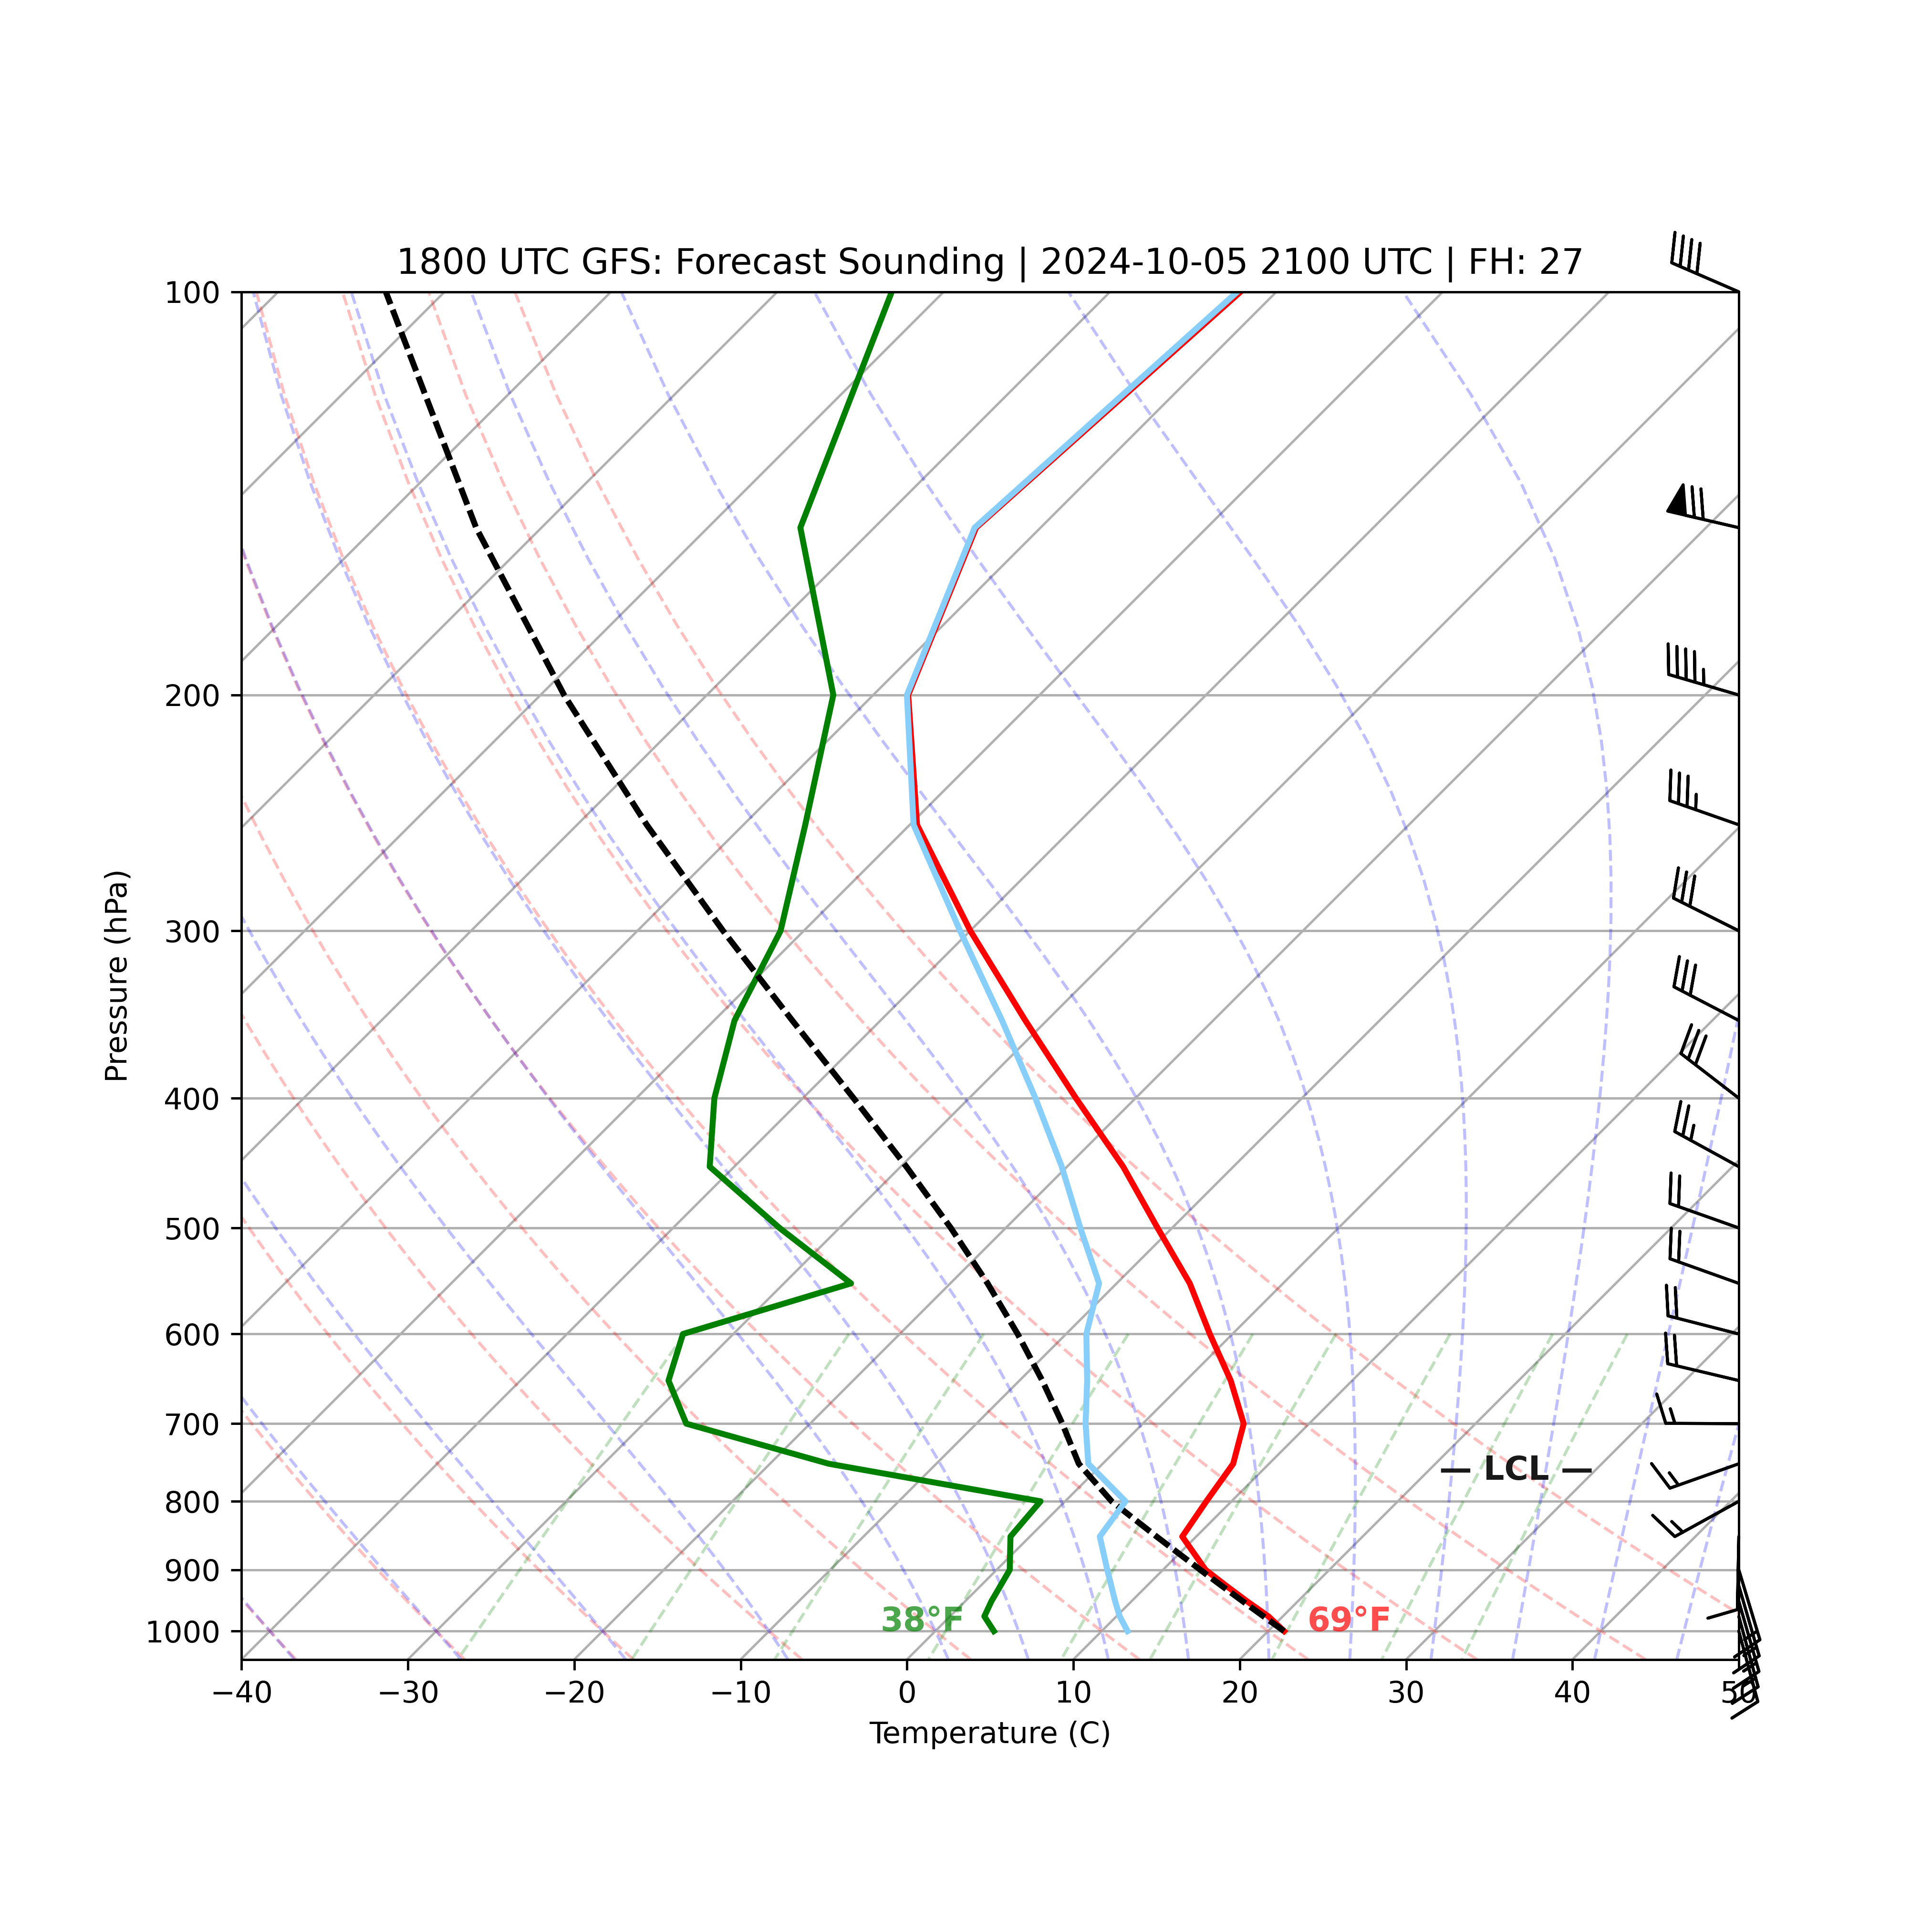 1800 UTC GFS: Forecast Sounding | 2024-10-05 2100 UTC | FH: 27
100
200
300
400
500
600
700
800
900
1000
Pressure (hPa)
— LCL —
38°F
69°F
−40 −30 −20 −10 0 10 20 30 40 50
Temperature (C)